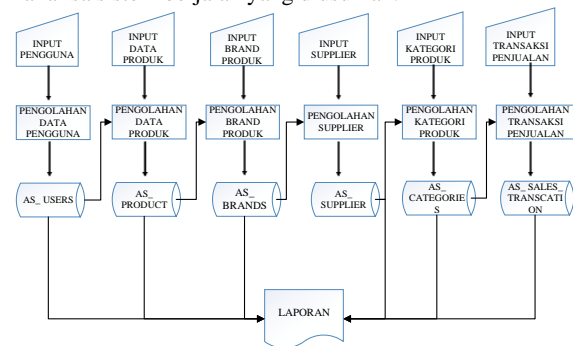 INPUT
PENGGUNA
INPUT
DATA
PRODUK
INPUT
BRAND
PRODUK
INPUT
SUPPLIER
INPUT
KATEGORI
PRODUK
INPUT
TRANSAKSI
PENJUALAN
PENGOLAHAN
DATA
PENGGUNA
PENGOLAHAN
DATA
PRODUK
PENGOLAHAN
BRAND
PRODUK
PENGOLAHAN
SUPPLIER
PENGOLAHAN
KATEGORI
PRODUK
PENGOLAHAN
TRANSAKSI
PENJUALAN
AS_ USERS
AS_
PRODUCT
AS_
BRANDS
AS_
SUPPLIER
AS_
CATEGORIE
S
AS_ SALES_
TRANSCATI
ON
LAPORAN